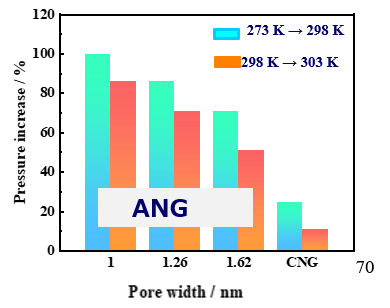 120
100
80
60
40
20
0
Pressure increase / %
273 K → 298 K
298 K → 303 K
ANG
1 1.26 1.62 CNG
70
Pore width / nm